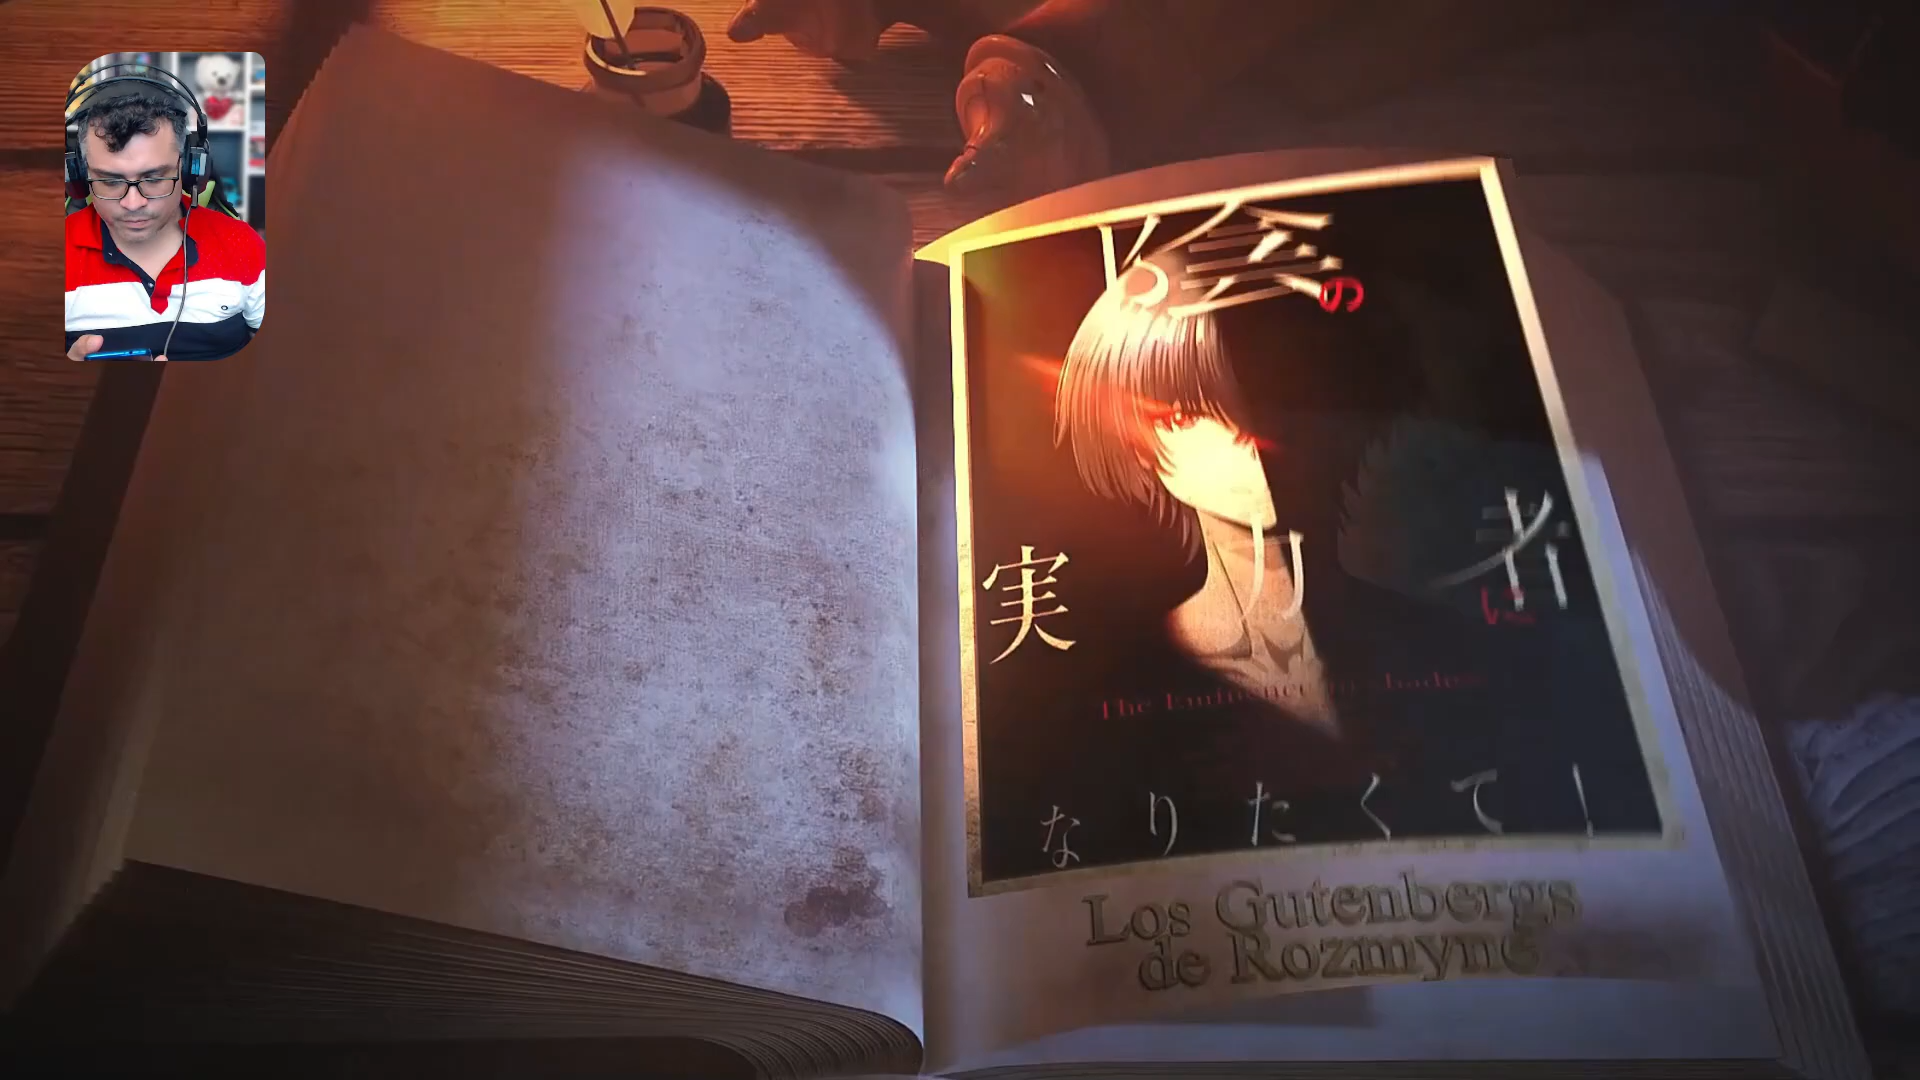 陰の
実力者に
The Eminence in Shadow
なりたくて！
Los Gutenbergs
de Rozmyne